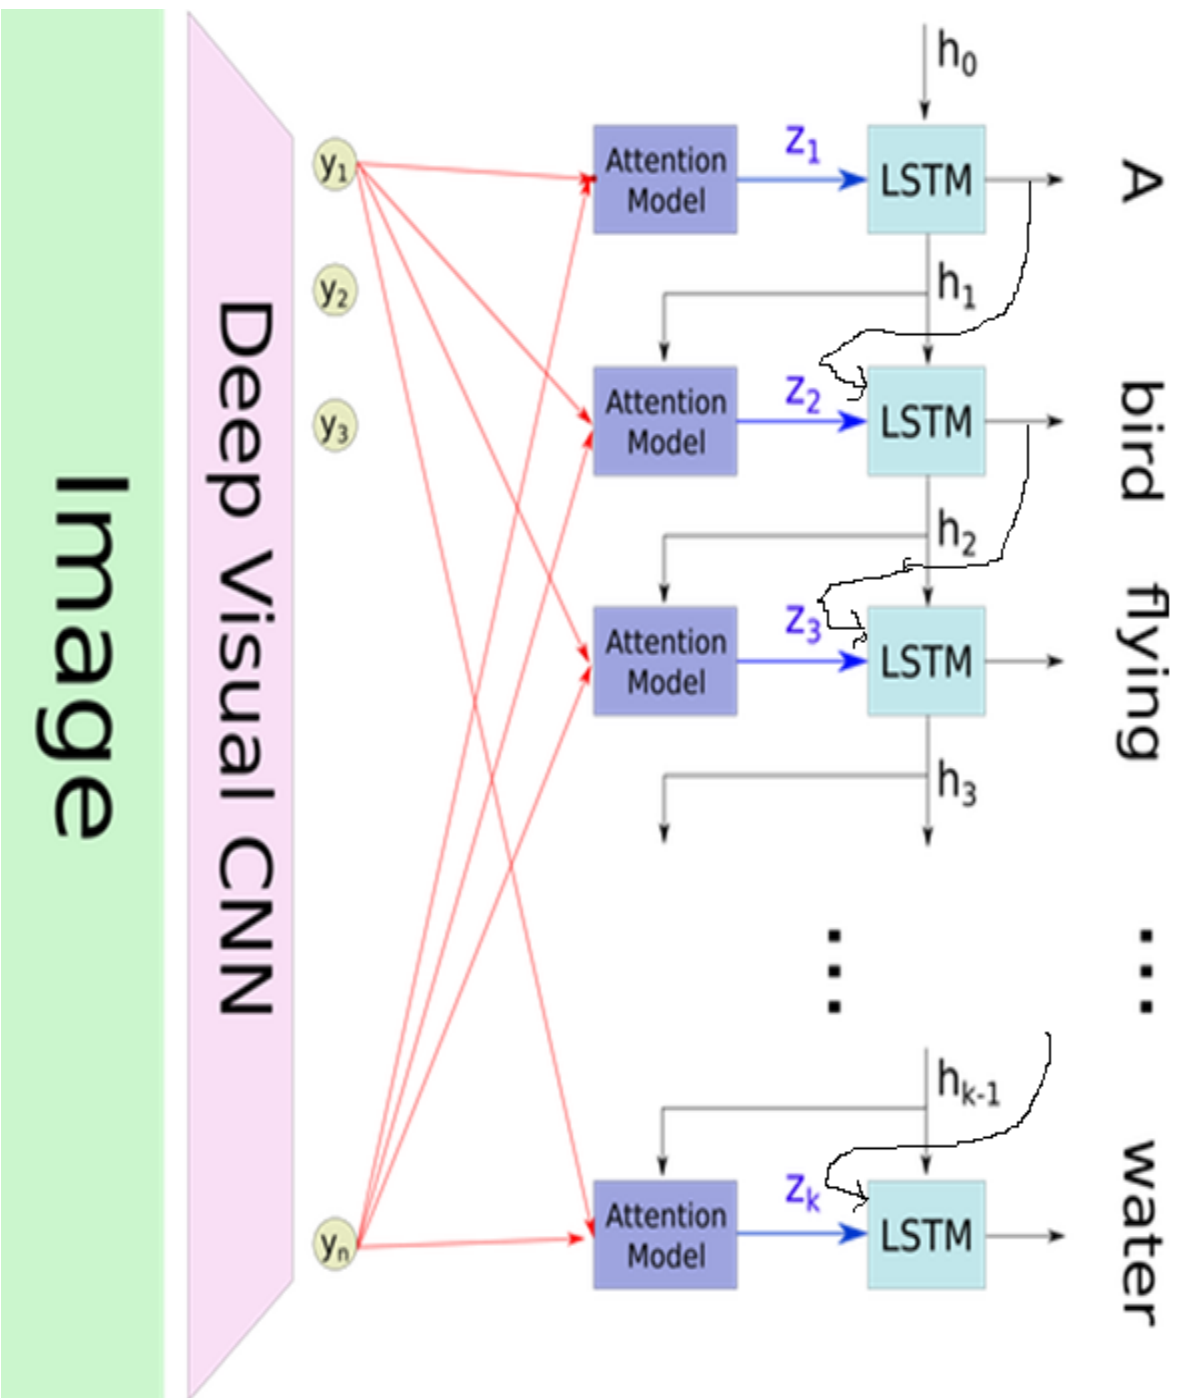 Image
Deep Visual CNN
y1
y2
y3
yn
h0
Attention
Model
z1
LSTM
A
h1
Attention
Model
z2
LSTM
bird
h2
Attention
Model
z3
LSTM
flying
h3
...
...
hk-1
Attention
Model
zk
LSTM
water